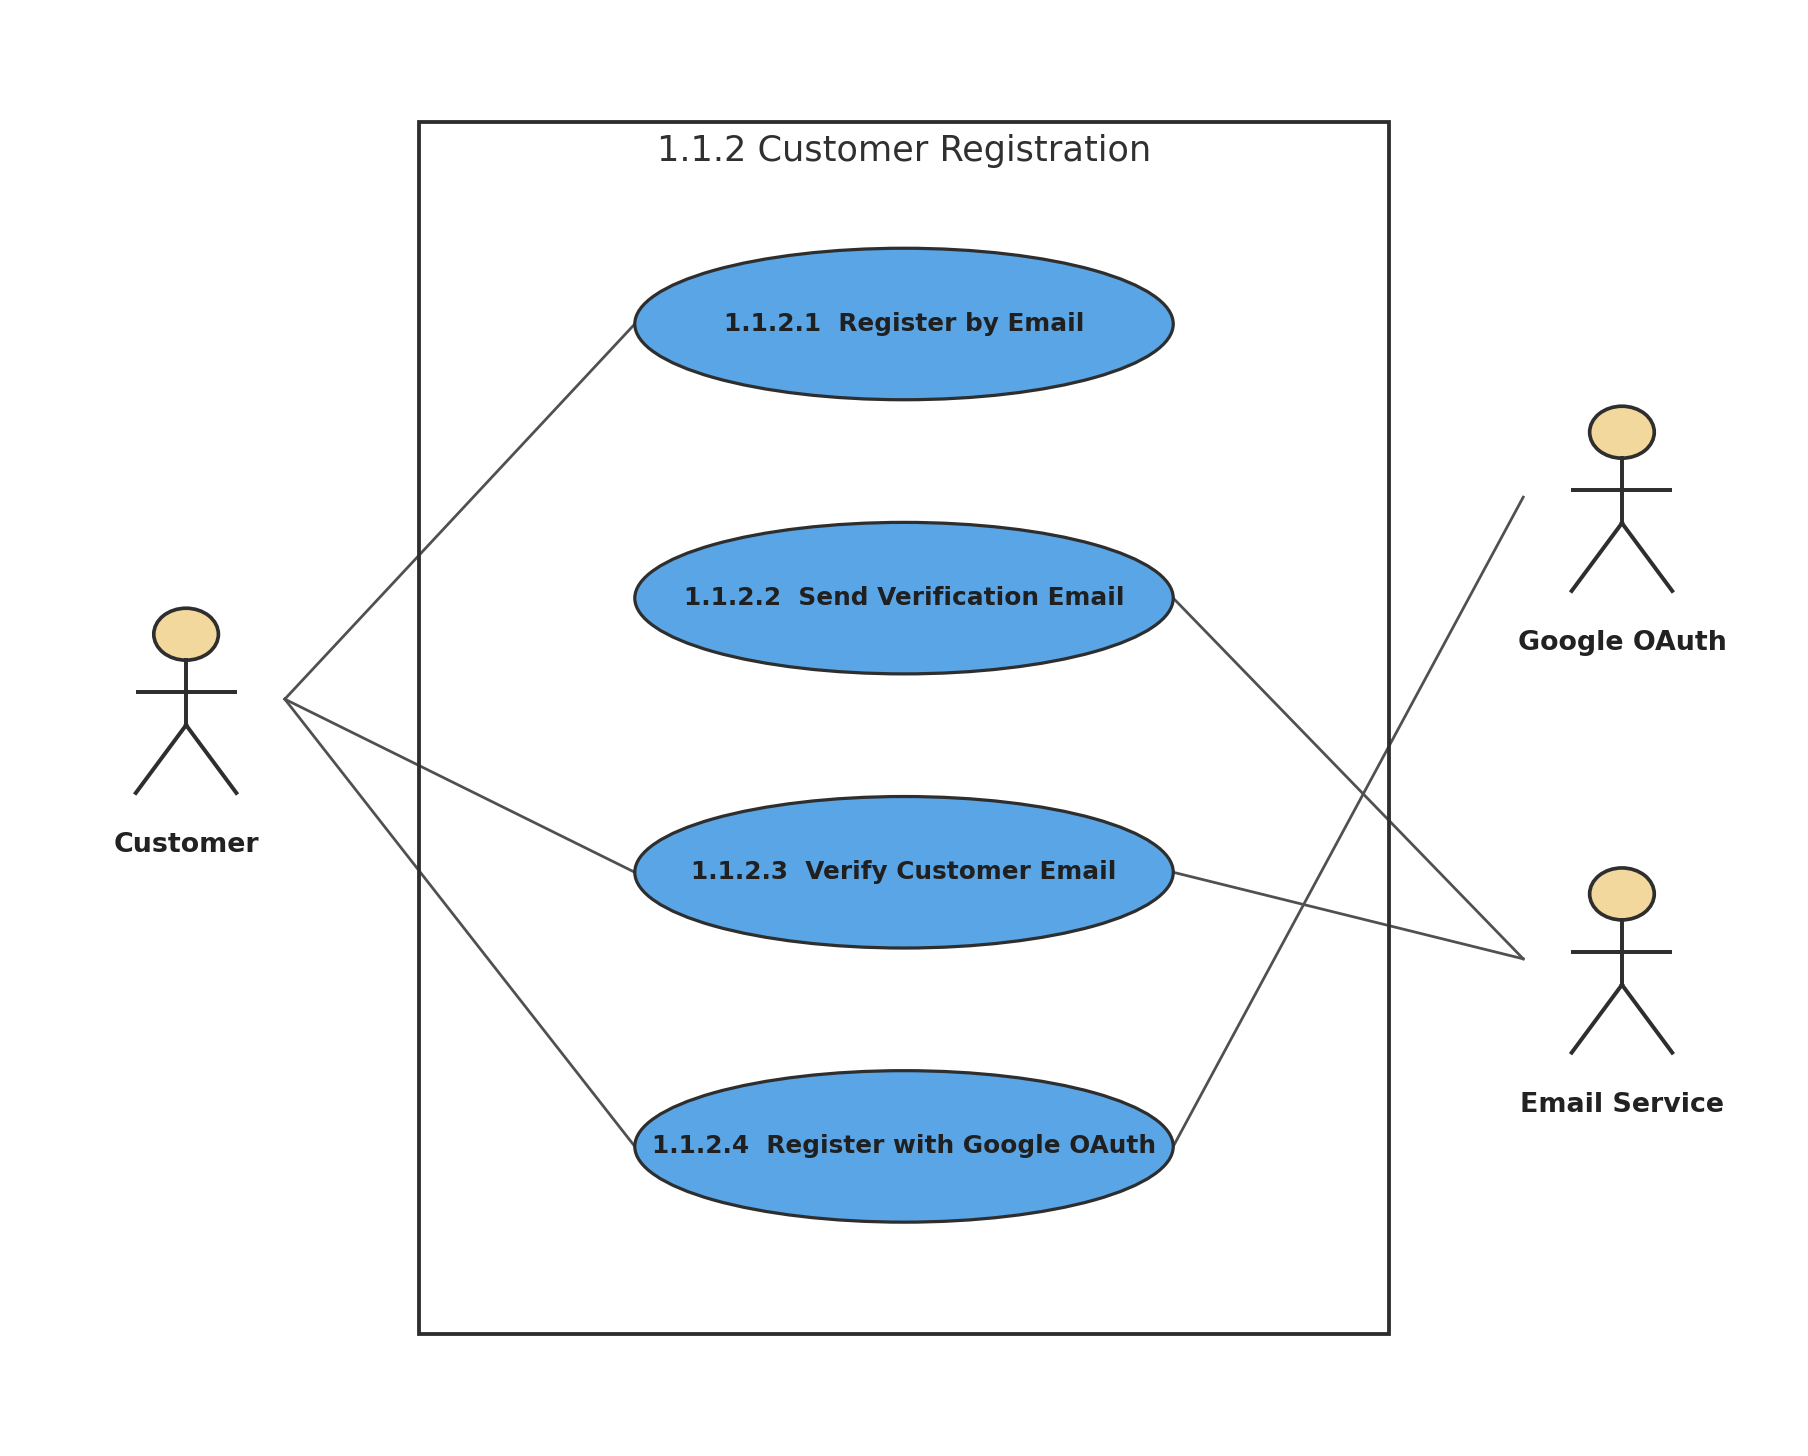 1.1.2 Customer Registration
1.1.2.1  Register by Email
1.1.2.2  Send Verification Email
Google OAuth
Customer
1.1.2.3  Verify Customer Email
Email Service
1.1.2.4  Register with Google OAuth